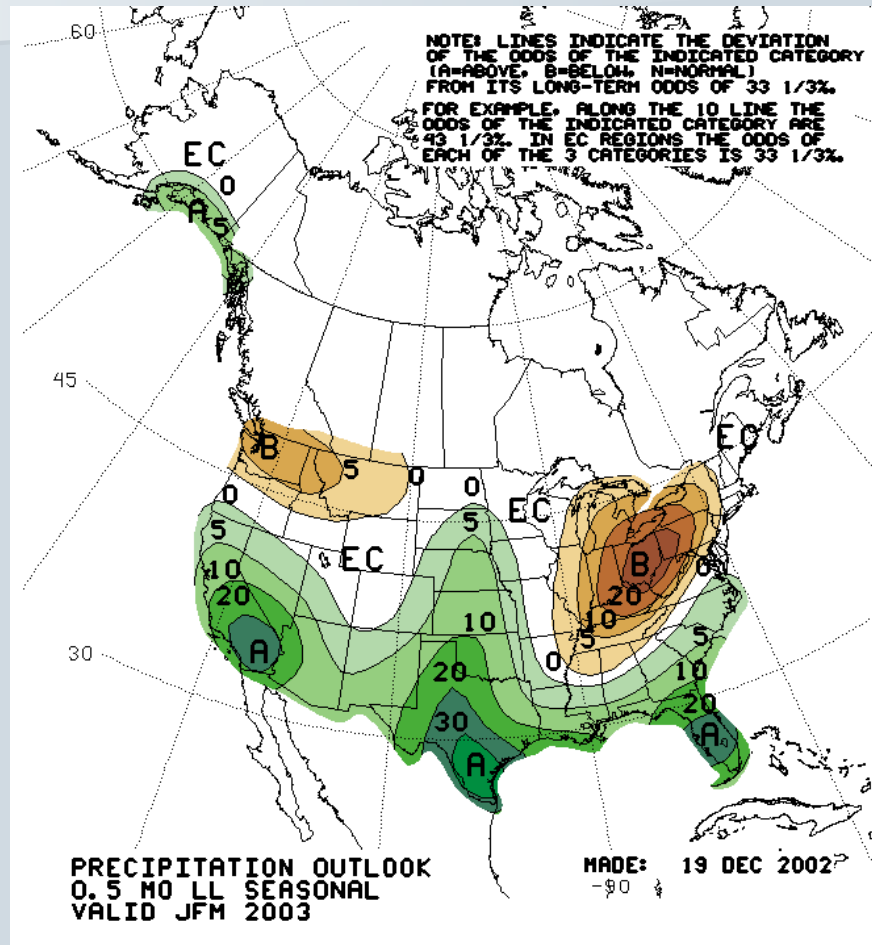 60
NOTE: LINES INDICATE THE DEVIATION
OF THE ODDS OF THE INDICATED CATEGORY
(A=ABOVE, B=BELOW, N=NORMAL)
FROM ITS LONG-TERM ODDS OF 33 1/3%.
FOR EXAMPLE, ALONG THE 10 LINE THE
ODDS OF THE INDICATED CATEGORY ARE
43 1/3%. IN EC REGIONS THE ODDS OF
EACH OF THE 3 CATEGORIES IS 33 1/3%.
EC
0
A
5
45
B
5
0
0
0
EC
EC
5
5
EC
B
0
10
20
20
10
10
5
5
A
30
0
20
10
30
20
A
A
PRECIPITATION OUTLOOK
0.5 MO LL SEASONAL
VALID JFM 2003
MADE: 19 DEC 2002
-90